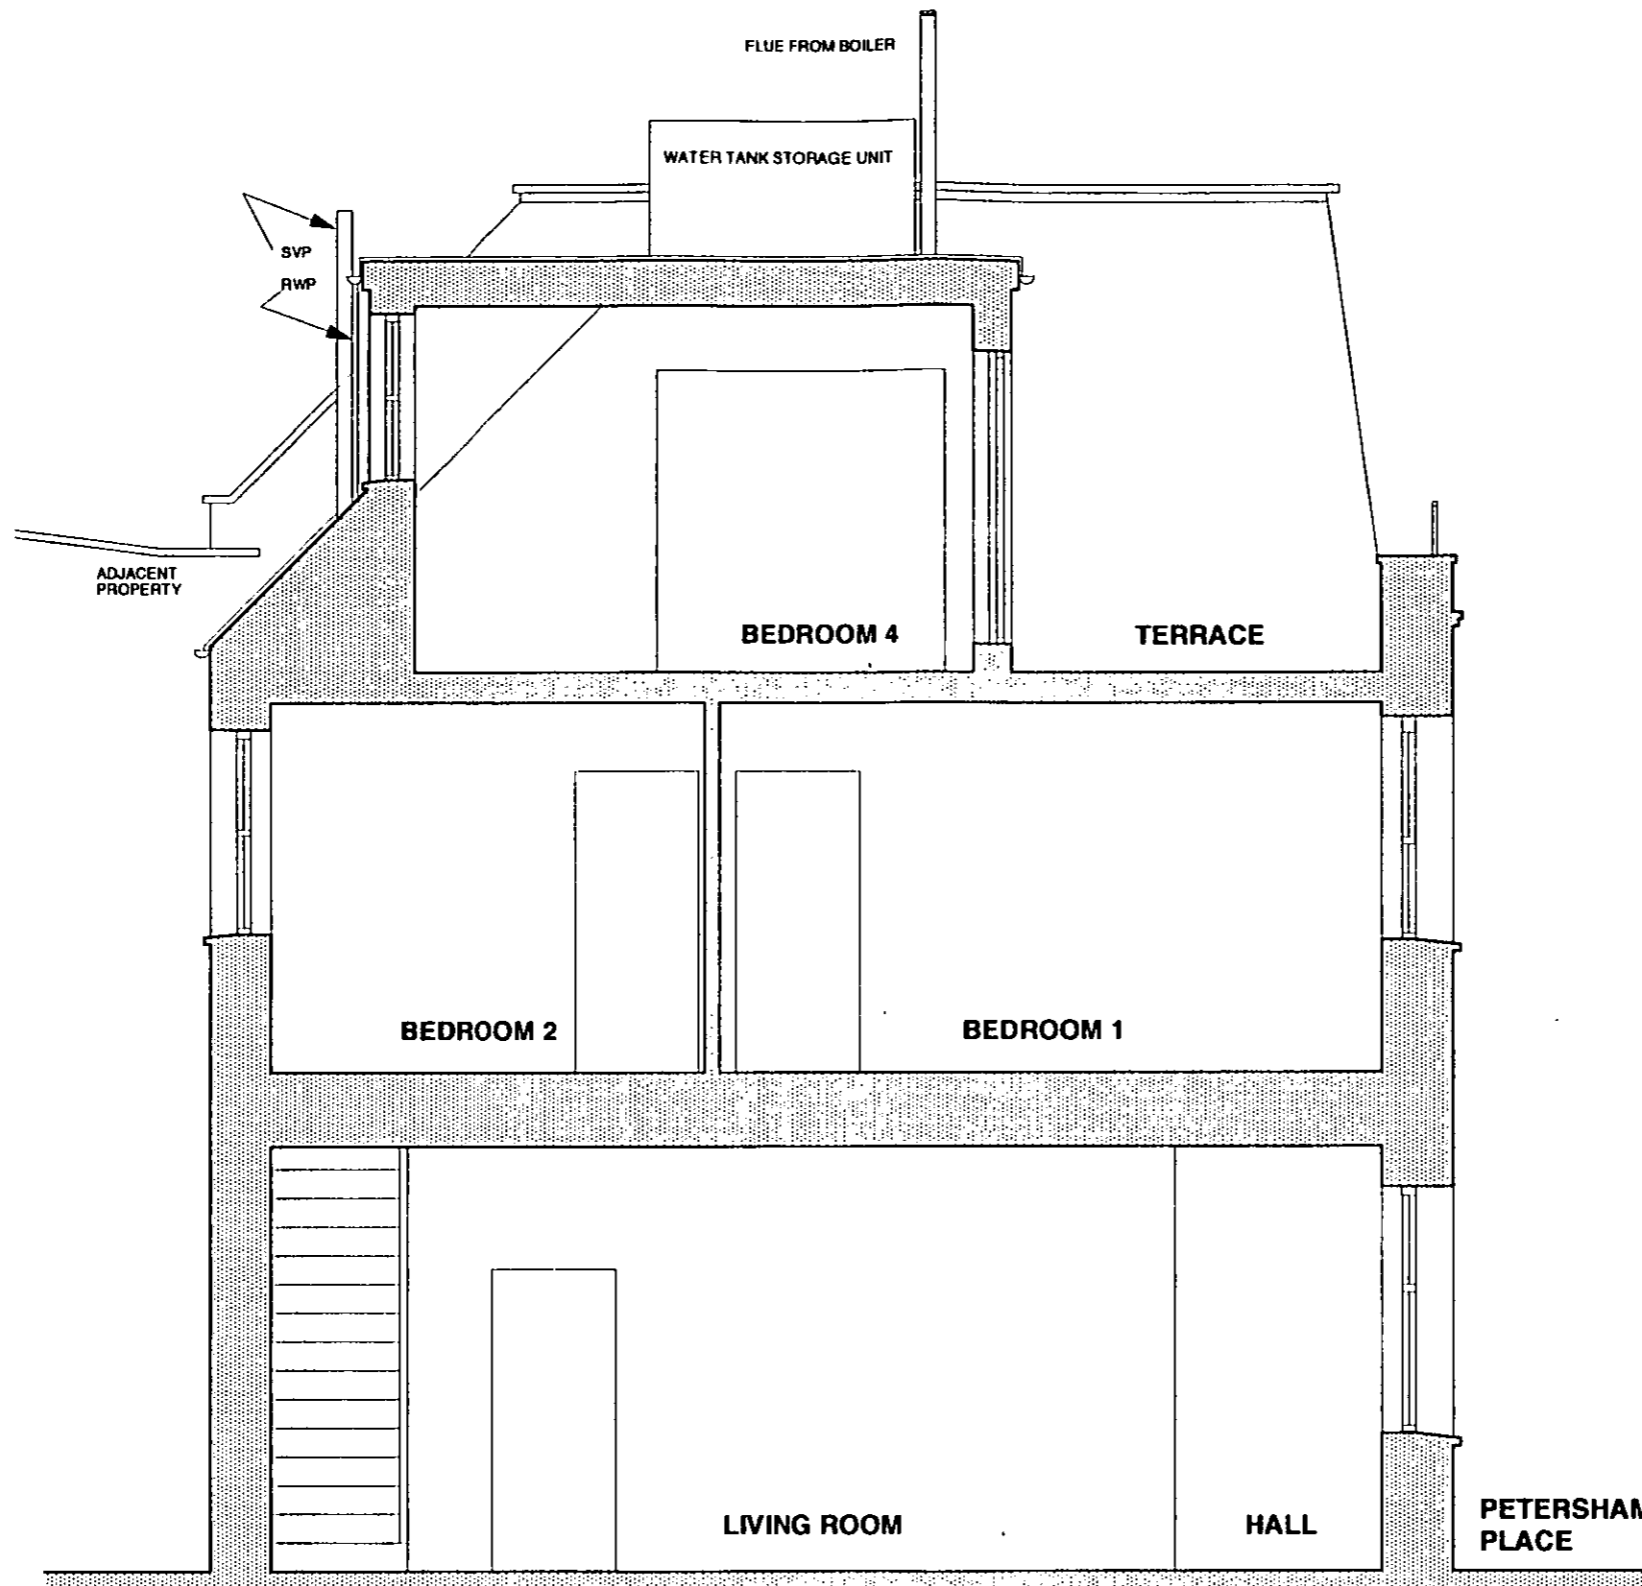 FLUE FROM BOILER
WATER TANK STORAGE UNIT
SVP
RWP
ADJACENT
PROPERTY
BEDROOM 4
TERRACE
BEDROOM 2
BEDROOM 1
LIVING ROOM
HALL
PETERSHAM
PLACE